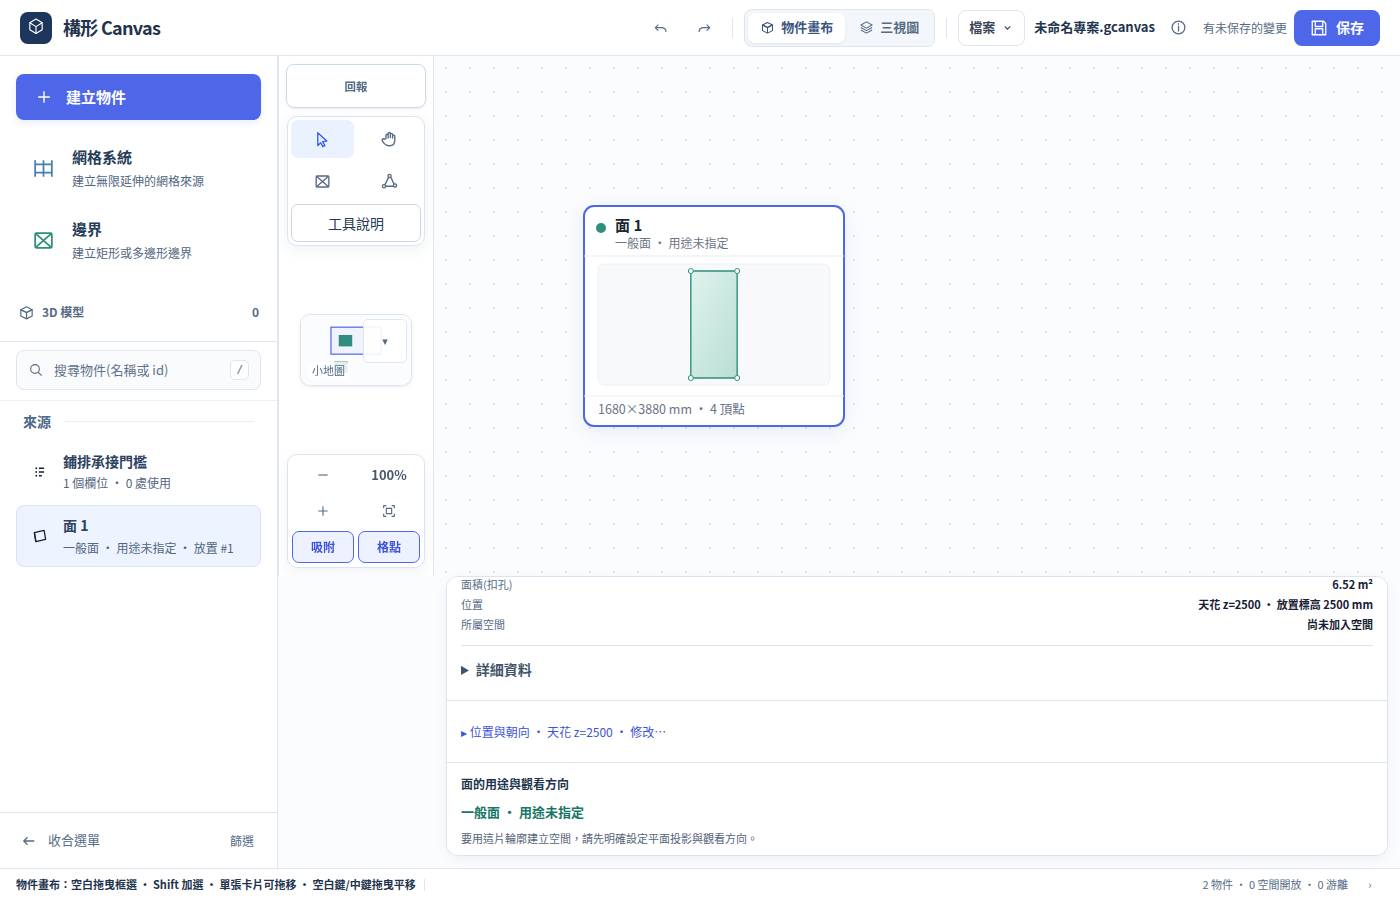 構形 Canvas
物件畫布
三視圖
檔案
未命名專案.gcanvas
有未保存的變更
保存
建立物件
網格系統
建立無限延伸的網格來源
邊界
建立矩形或多邊形邊界
3D 模型
0
搜尋物件(名稱或 id)
/
來源
鋪排承接門檻
1 個欄位 · 0 處使用
面 1
一般面 · 用途未指定 · 放置 #1
收合選單
篩選
回報
工具說明
小地圖
100%
吸附
格點
面 1
一般面 · 用途未指定
1680×3880 mm · 4 頂點
面積(扣孔)
6.52 m²
位置
天花 z=2500 · 放置標高 2500 mm
所屬空間
尚未加入空間
詳細資料
位置與朝向 · 天花 z=2500 · 修改…
面的用途與觀看方向
一般面 · 用途未指定
要用這片輪廓建立空間，請先明確設定平面投影與觀看方向。
物件畫布：空白拖曳框選 · Shift 加選 · 單張卡片可拖移 · 空白鍵/中鍵拖曳平移
2 物件 · 0 空間開放 · 0 游離